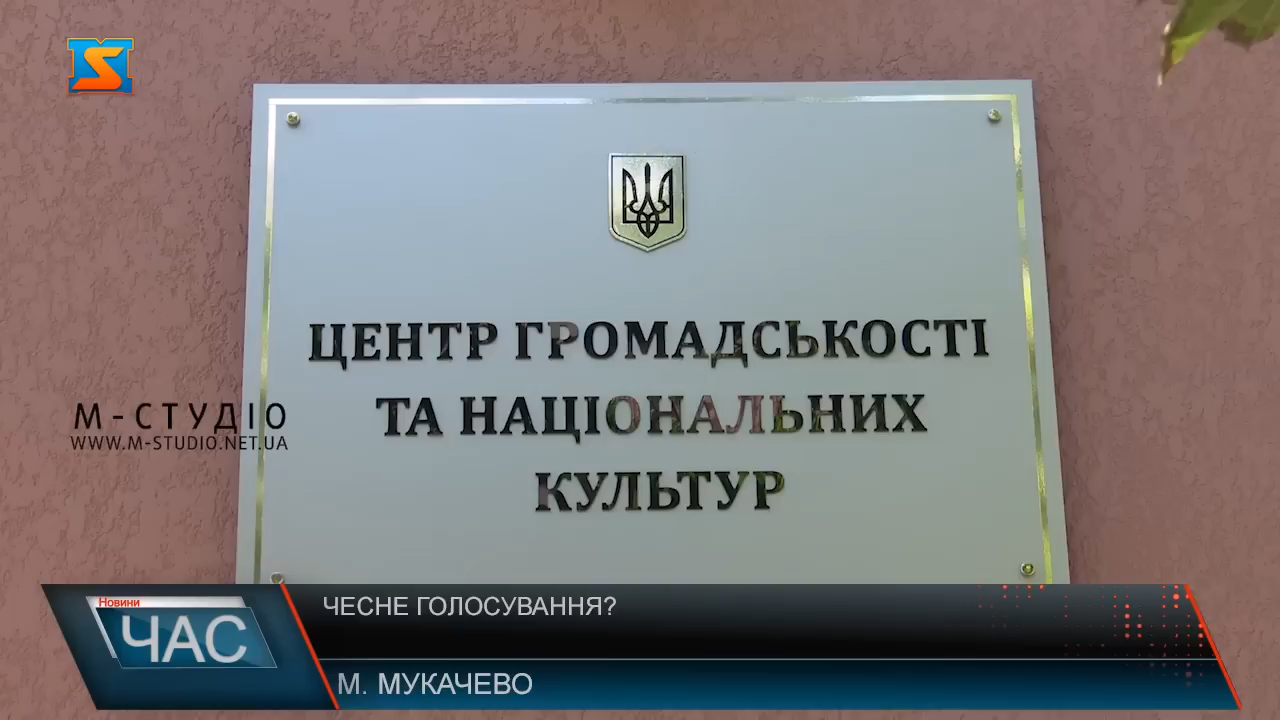 ЦЕНТР ГРОМАДСЬКОСТІ
ТА НАЦІОНАЛЬНИХ
КУЛЬТУР
М-СТУДІО
WWW.M-STUDIO.NET.UA
Новини
ЧАС
ЧЕСНЕ ГОЛОСУВАННЯ?
М. МУКАЧЕВО